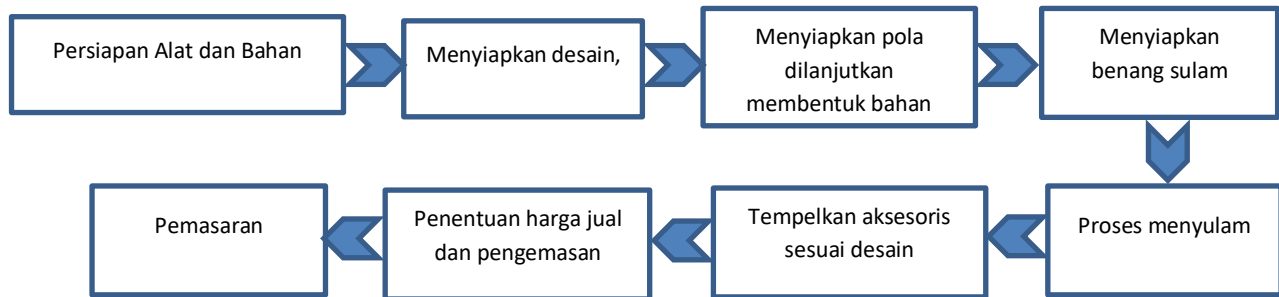 Persiapan Alat dan Bahan
Menyiapkan desain,
Menyiapkan pola
dilanjutkan
membentuk bahan
Menyiapkan
benang sulam
Proses menyulam
Tempelkan aksesoris
sesuai desain
Penentuan harga jual
dan pengemasan
Pemasaran